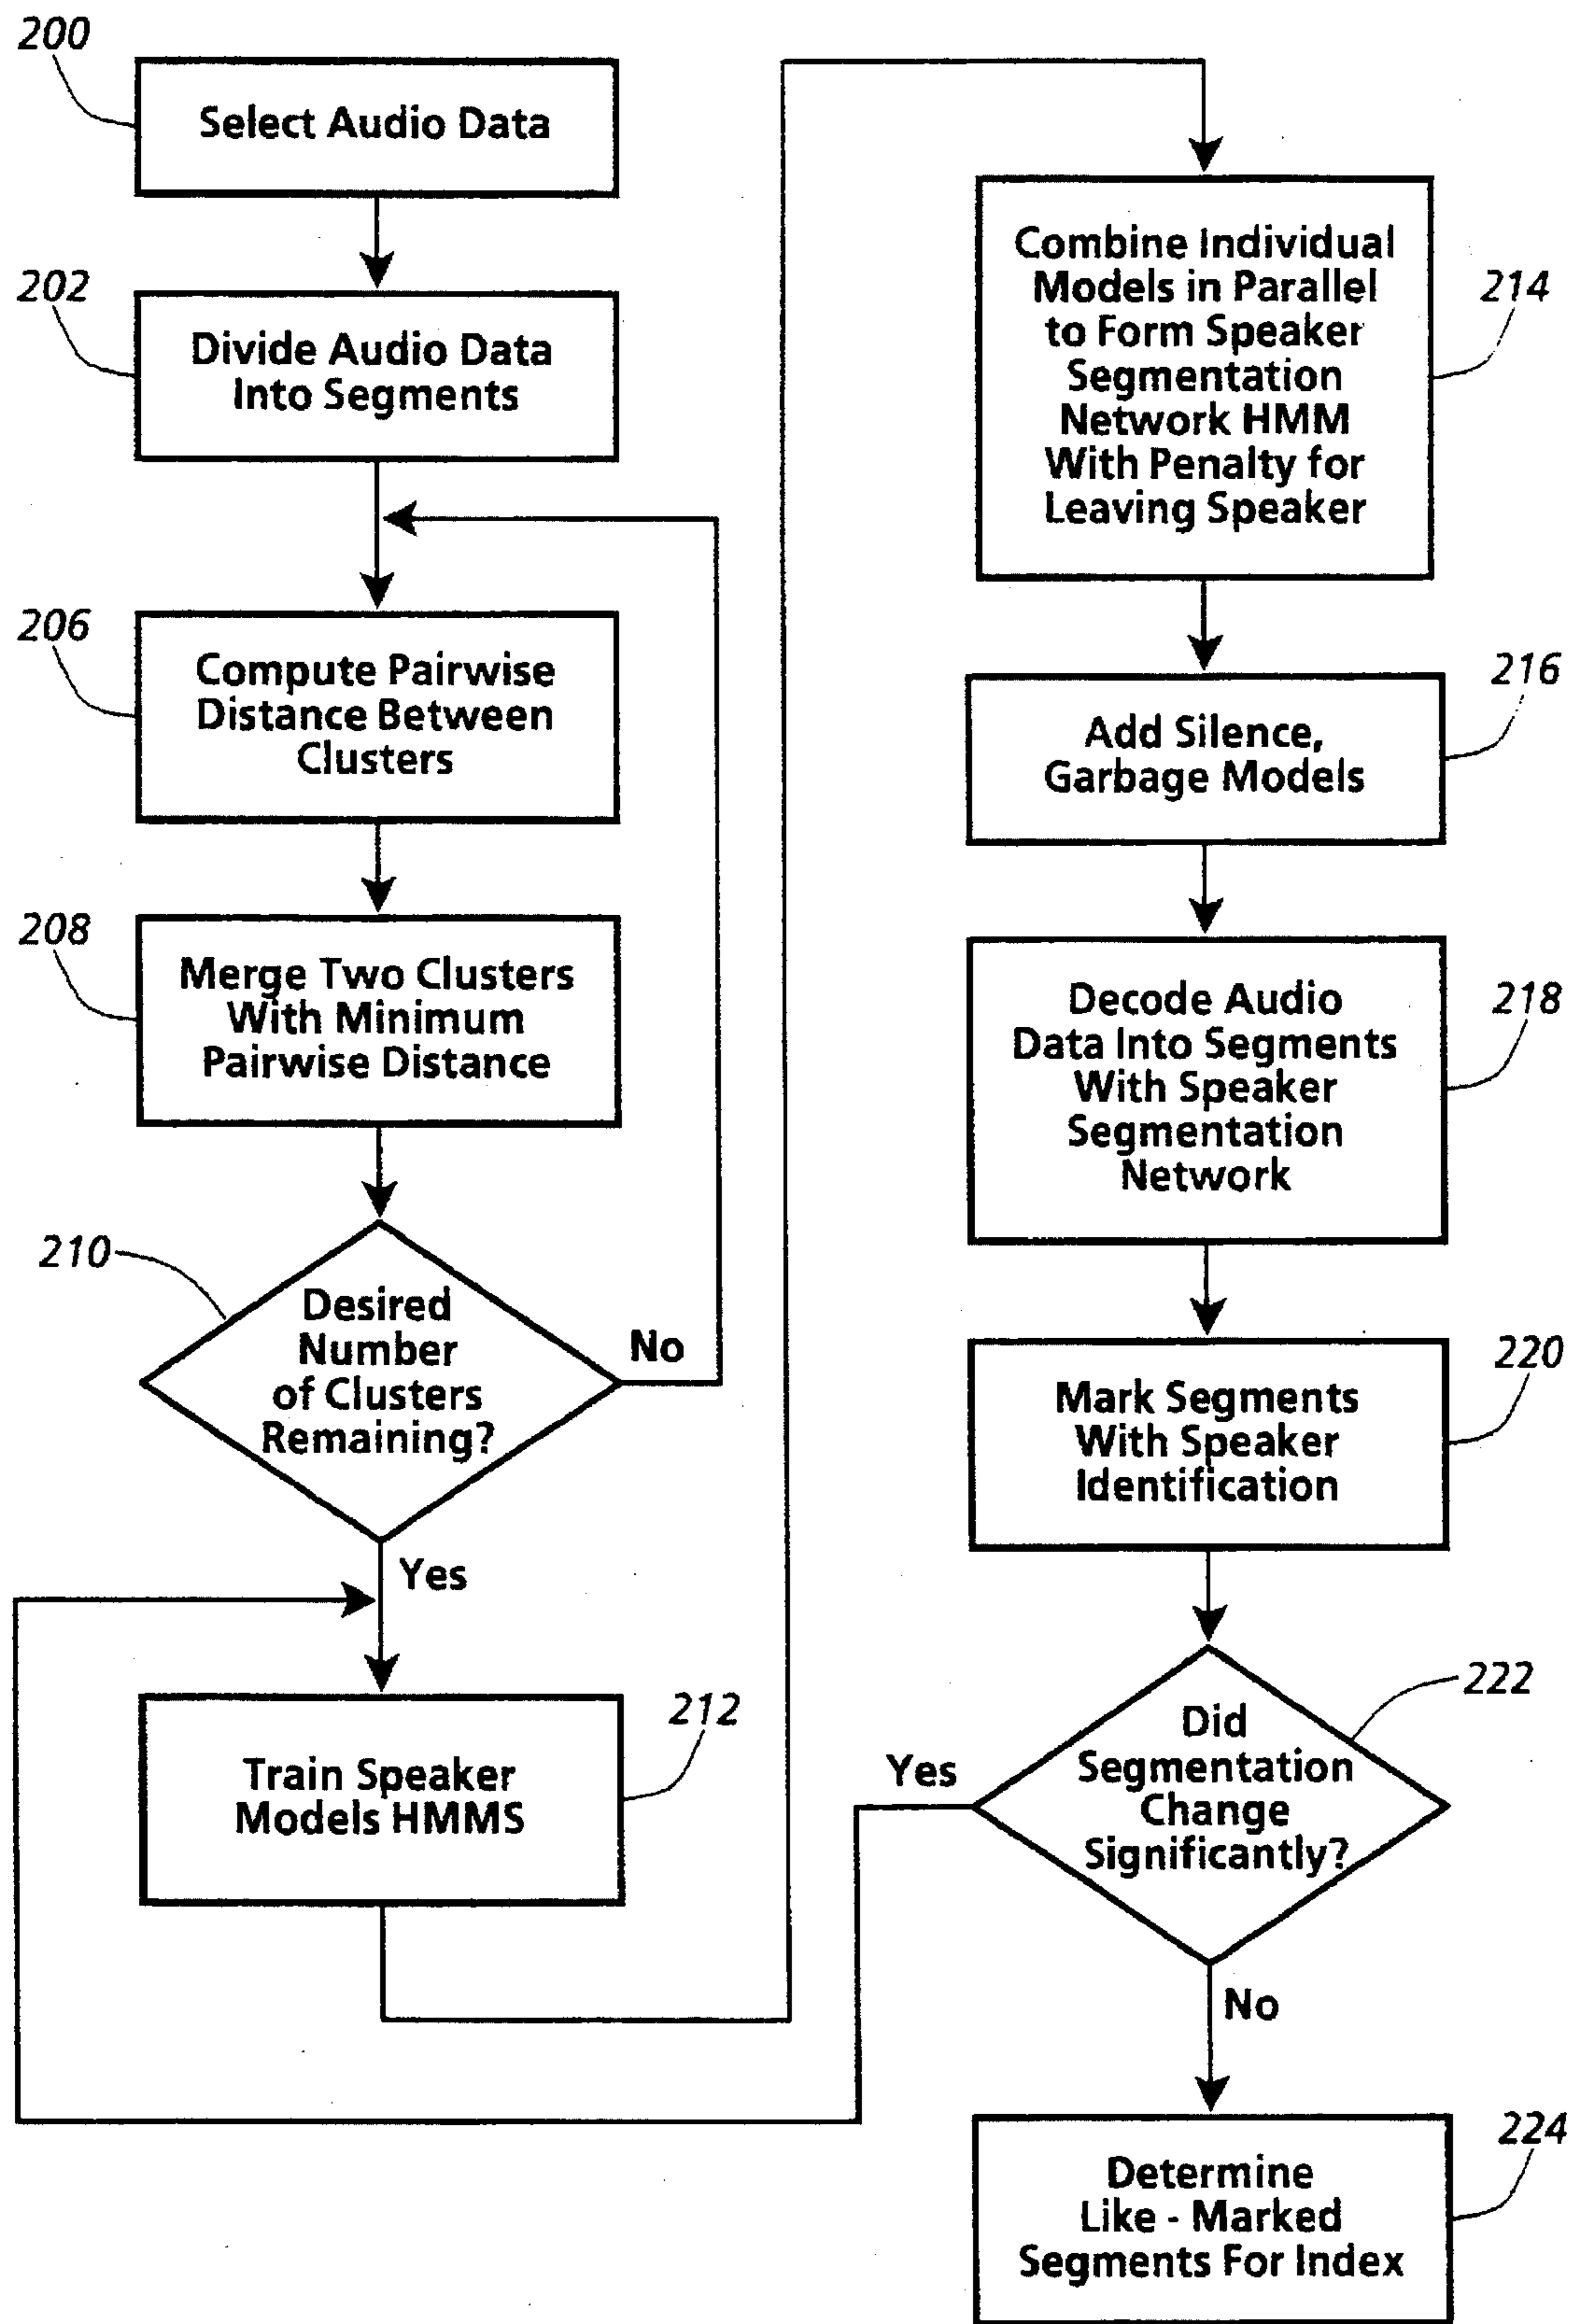 200
Select Audio Data
202
Divide Audio Data
Into Segments
206
Compute Pairwise
Distance Between
Clusters
208
Merge Two Clusters
With Minimum
Pairwise Distance
210
Desired
Number
of Clusters
Remaining?
No
Yes
212
Train Speaker
Models HMMS
214
Combine Individual
Models in Parallel
to Form Speaker
Segmentation
Network HMM
With Penalty for
Leaving Speaker
216
Add Silence,
Garbage Models
218
Decode Audio
Data Into Segments
With Speaker
Segmentation
Network
220
Mark Segments
With Speaker
Identification
222
Did
Segmentation
Change
Significantly?
Yes
No
224
Determine
Like - Marked
Segments For Index